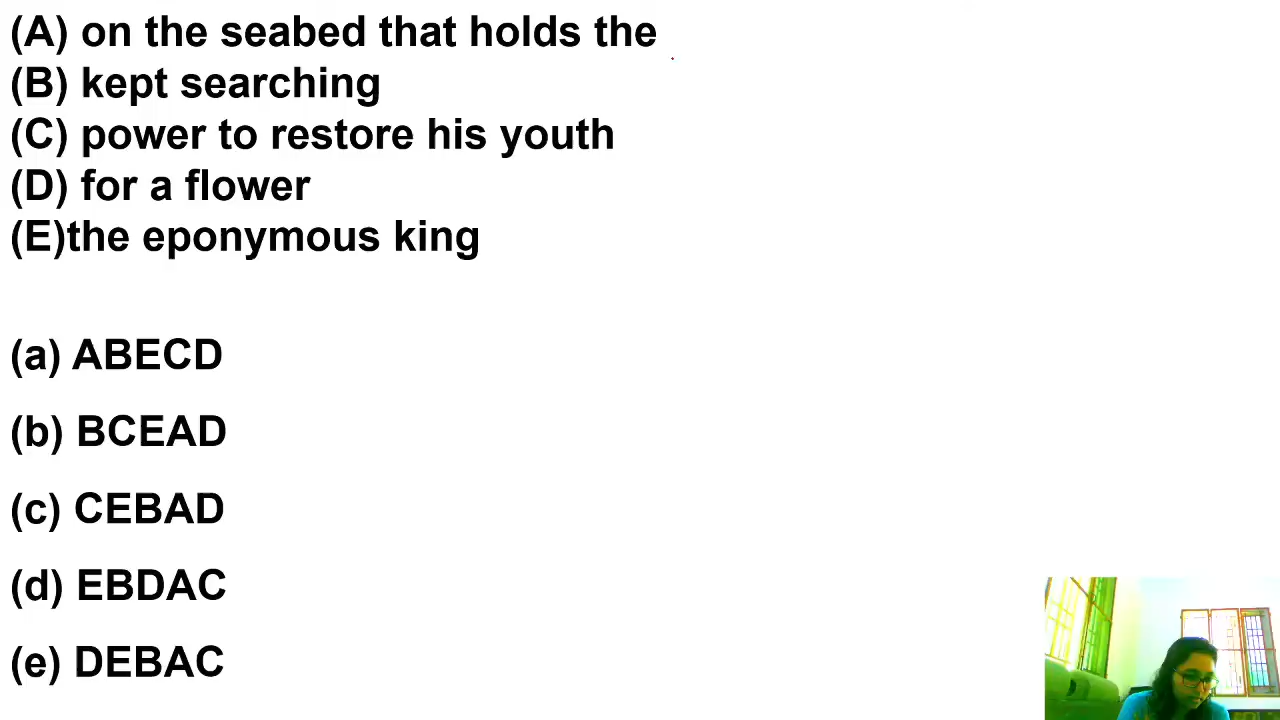 (A) on the seabed that holds the
(B) kept searching
(C) power to restore his youth
(D) for a flower
(E)the eponymous king
(a) ABECD
(b) BCEAD
(c) CEBAD
(d) EBDAC
(e) DEBAC